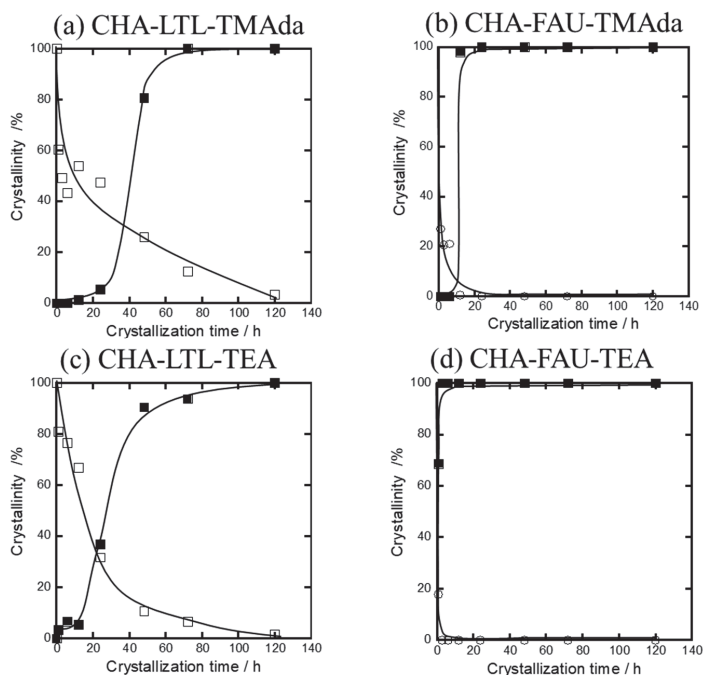 (a) CHA-LTL-TMAda
100
80
60
40
20
0
Crystallinity /%
0 20 40 60 80 100 120 140
Crystallization time / h
(b) CHA-FAU-TMAda
100
80
60
40
20
0
Crystallinity /%
0 20 40 60 80 100 120 140
Crystallization time / h
(c) CHA-LTL-TEA
100
80
60
40
20
0
Crystallinity /%
0 20 40 60 80 100 120 140
Crystallization time / h
(d) CHA-FAU-TEA
100
80
60
40
20
0
Crystallinity /%
0 20 40 60 80 100 120 140
Crystallization time / h